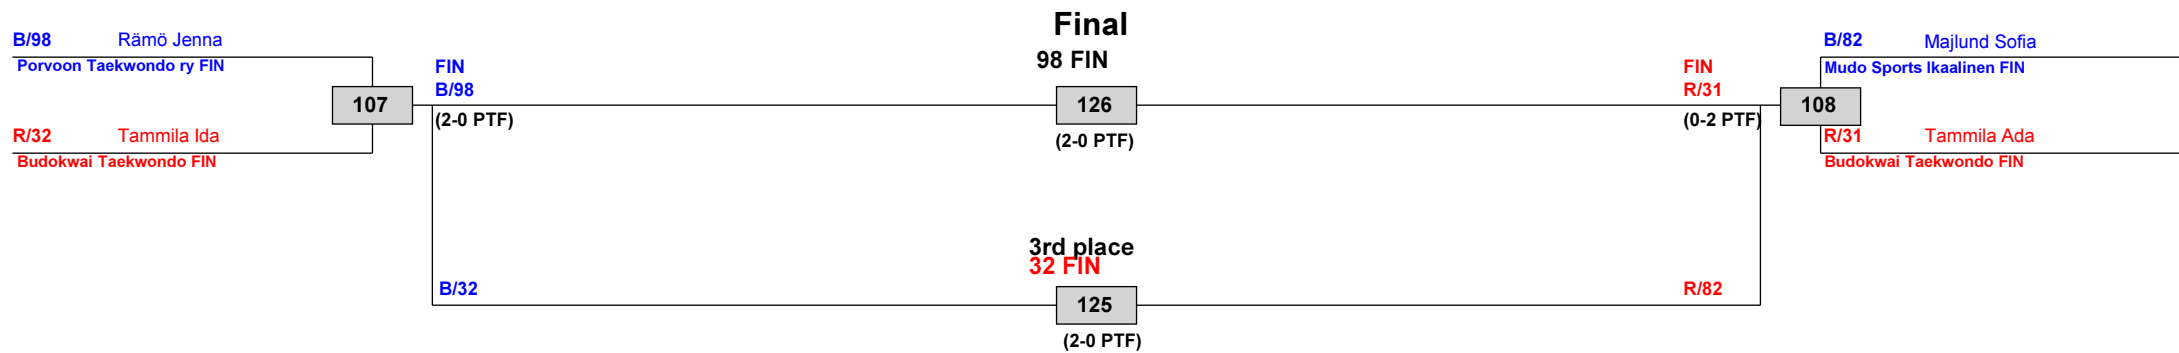 Final
98 FIN
B/98 Rämö Jenna
Porvoon Taekwondo ry FIN
107
R/32 Tammila Ida
Budokwai Taekwondo FIN
FIN
B/98
(2-0 PTF)
126
(2-0 PTF)
FIN
R/31
(0-2 PTF)
B/82 Majlund Sofia
Mudo Sports Ikaalinen FIN
108
R/31 Tammila Ada
Budokwai Taekwondo FIN
3rd place
32 FIN
B/32
125
R/82
(2-0 PTF)